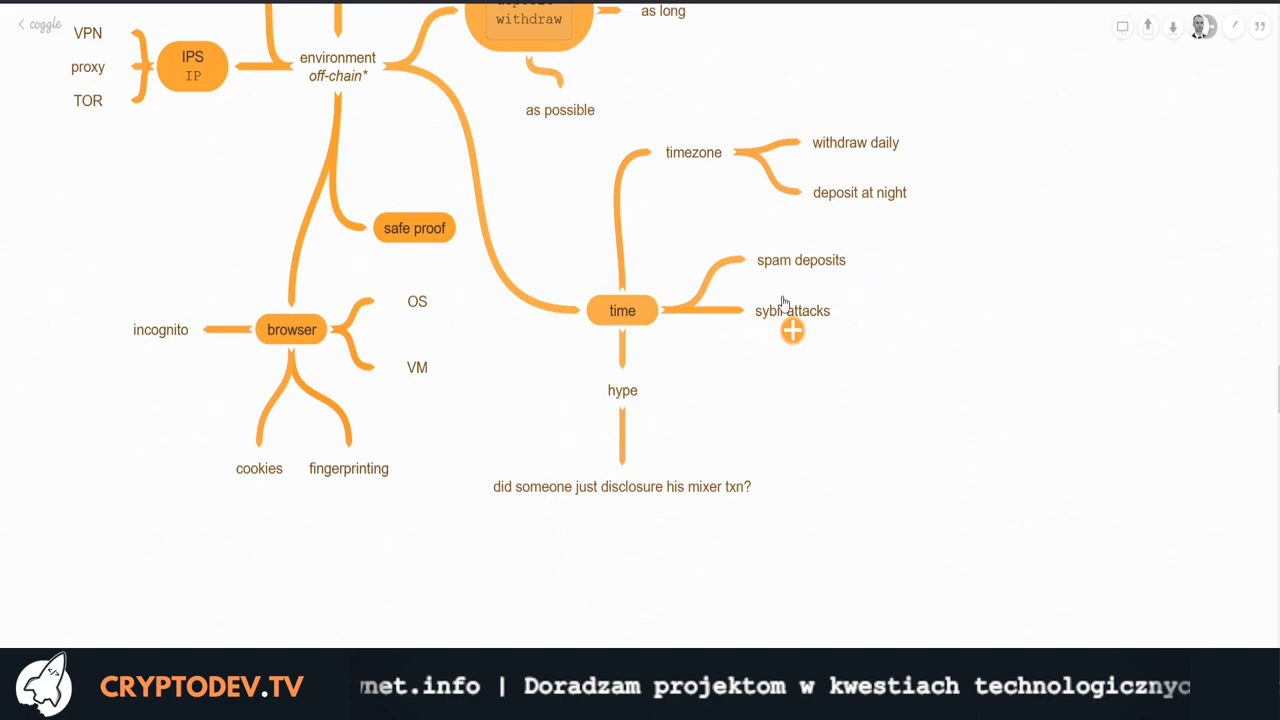 coggle
withdraw
as long
as possible
VPN
proxy
TOR
IPS
IP
environment
off-chain*
timezone
withdraw daily
deposit at night
safe proof
spam deposits
sybil attacks
time
incognito
browser
OS
VM
hype
cookies
fingerprinting
did someone just disclosure his mixer txn?
CRYPTODEV.TV
net.info | Doradzam projektom w kwestiach technologicznyc